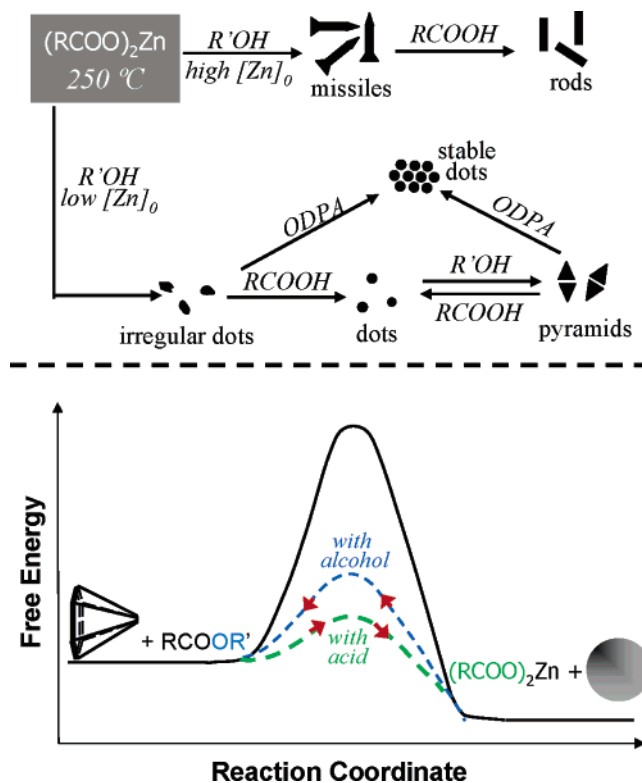 (RCOO)₂Zn
250 ºC
R'OH
high [Zn]₀
missiles
RCOOH
rods
R'OH
low [Zn]₀
stable
dots
ODPA
ODPA
irregular dots
RCOOH
dots
R'OH
RCOOH
pyramids
Free Energy
with
alcohol
+ RCOOR'
with
acid
(RCOO)₂Zn +
Reaction Coordinate